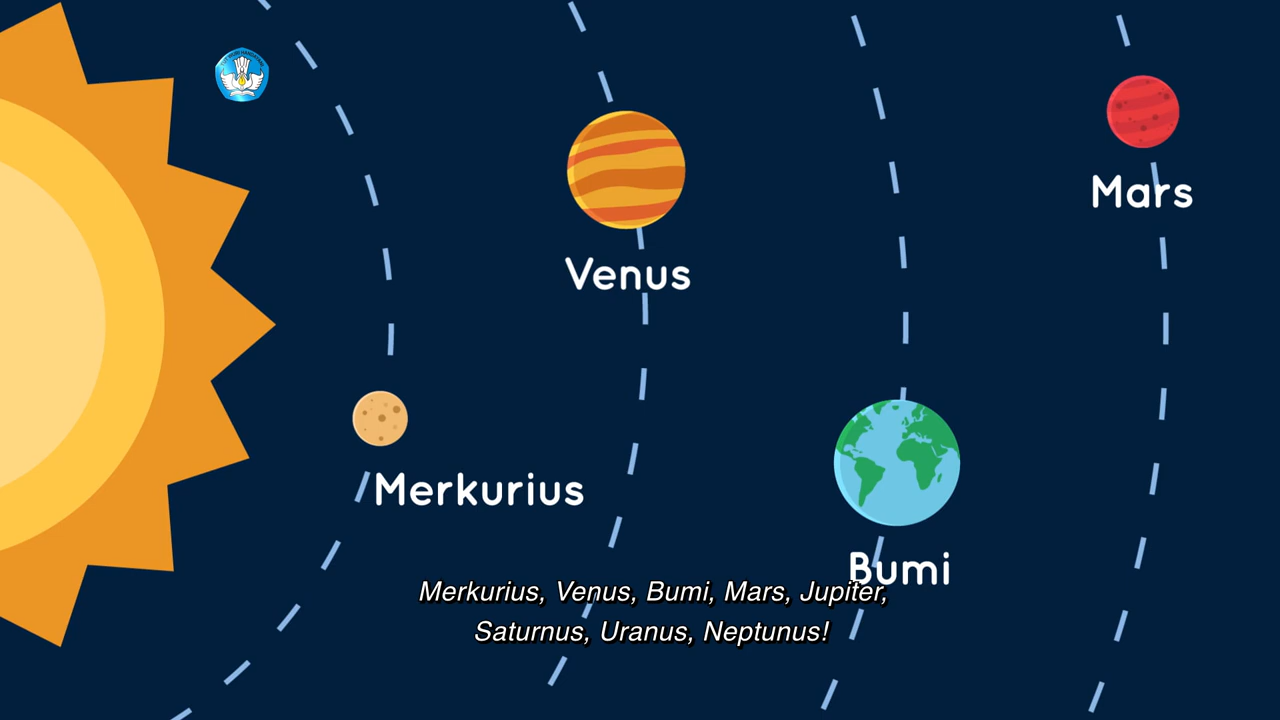 Mars
Venus
Merkurius
Bumi
Merkurius, Venus, Bumi, Mars, Jupiter,
Saturnus, Uranus, Neptunus!